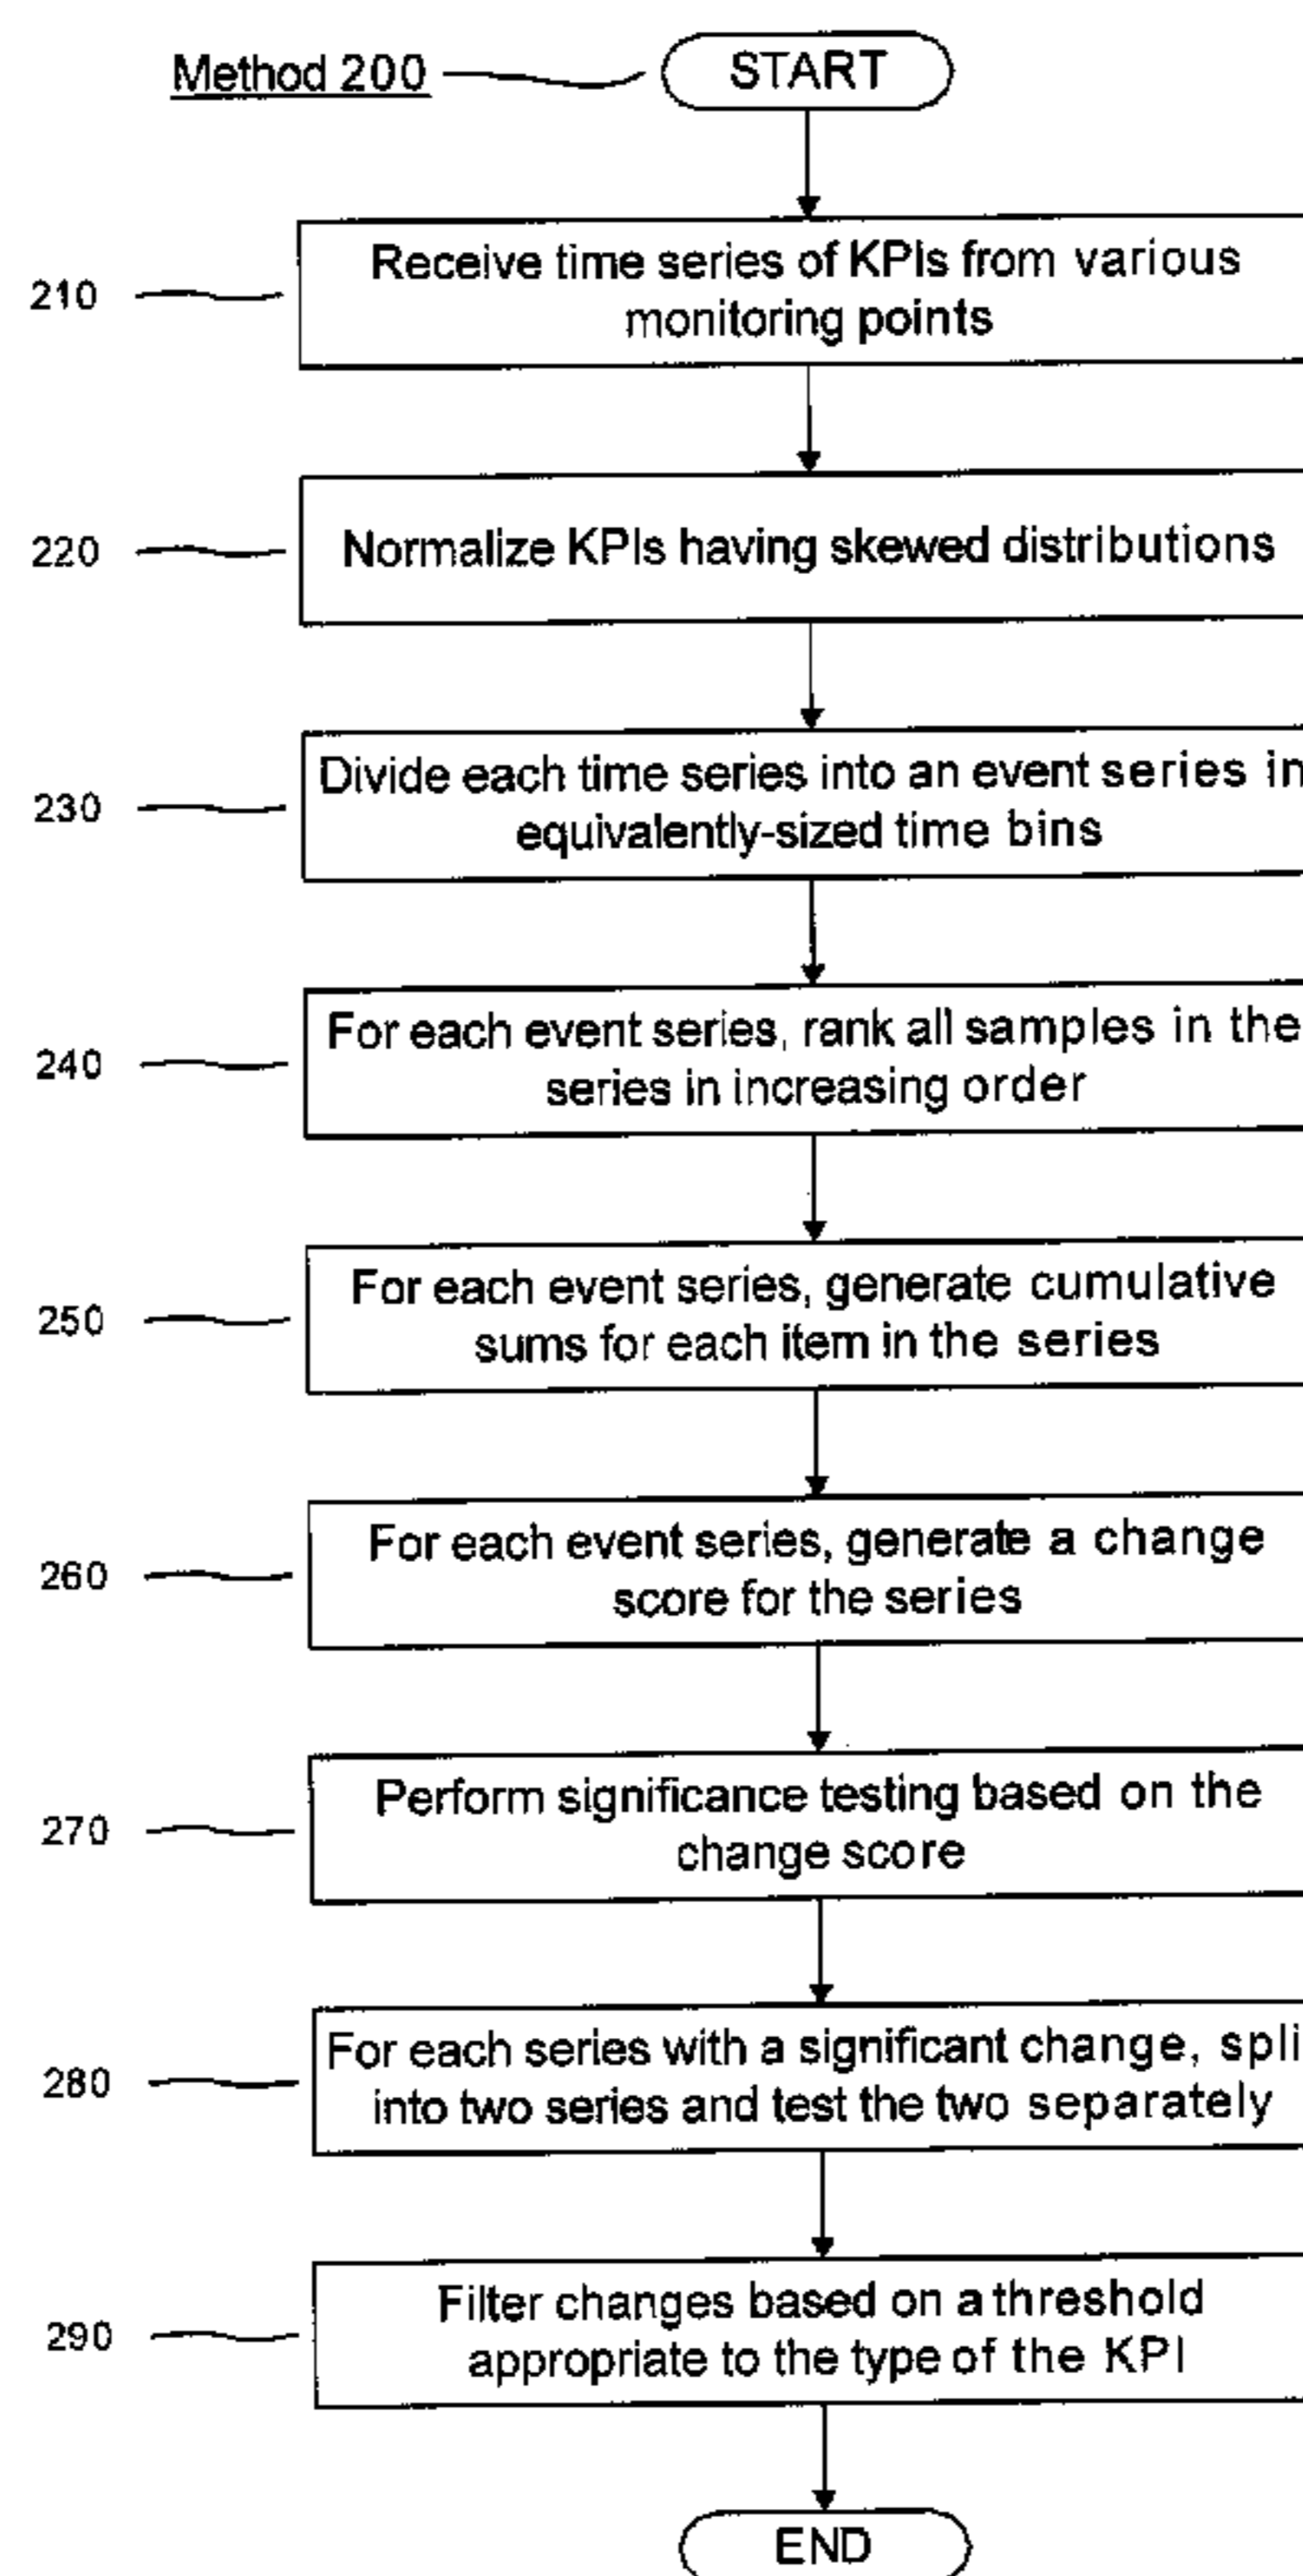 Method 200
START
210
Receive time series of KPIs from various
monitoring points
220
Normalize KPIs having skewed distributions
230
Divide each time series into an event series in
equivalently-sized time bins
240
For each event series, rank all samples in the
series in increasing order
250
For each event series, generate cumulative
sums for each item in the series
260
For each event series, generate a change
score for the series
270
Perform significance testing based on the
change score
280
For each series with a significant change, spli
into two series and test the two separately
290
Filter changes based on a threshold
appropriate to the type of the KPI
END